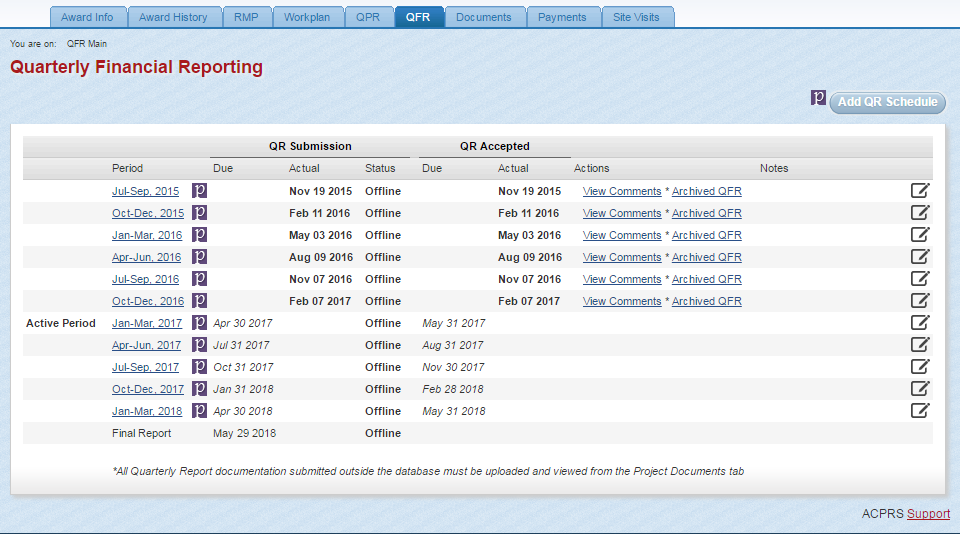 Award Info Award History RMP Workplan QPR QFR Documents Payments Site Visits
You are on: QFR Main
Quarterly Financial Reporting
p Add QR Schedule
QR Submission QR Accepted
Period Due Actual Status Due Actual Actions Notes
Jul-Sep, 2015 p Nov 19 2015 Offline Nov 19 2015 View Comments * Archived QFR
Oct-Dec, 2015 p Feb 11 2016 Offline Feb 11 2016 View Comments * Archived QFR
Jan-Mar, 2016 p May 03 2016 Offline May 03 2016 View Comments * Archived QFR
Apr-Jun, 2016 p Aug 09 2016 Offline Aug 09 2016 View Comments * Archived QFR
Jul-Sep, 2016 p Nov 07 2016 Offline Nov 07 2016 View Comments * Archived QFR
Oct-Dec, 2016 p Feb 07 2017 Offline Feb 07 2017 View Comments * Archived QFR
Active Period Jan-Mar, 2017 p Apr 30 2017 Offline May 31 2017
Apr-Jun, 2017 p Jul 31 2017 Offline Aug 31 2017
Jul-Sep, 2017 p Oct 31 2017 Offline Nov 30 2017
Oct-Dec, 2017 p Jan 31 2018 Offline Feb 28 2018
Jan-Mar, 2018 p Apr 30 2018 Offline May 31 2018
Final Report May 29 2018 Offline
*All Quarterly Report documentation submitted outside the database must be uploaded and viewed from the Project Documents tab
ACPRS Support